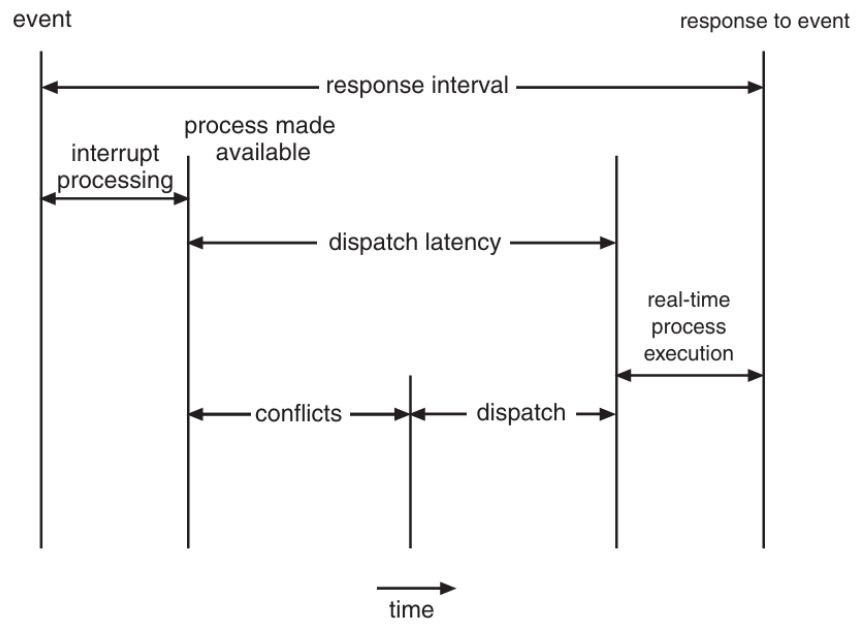 event
response to event
response interval
process made
available
interrupt
processing
dispatch latency
real-time
process
execution
conflicts
dispatch
time